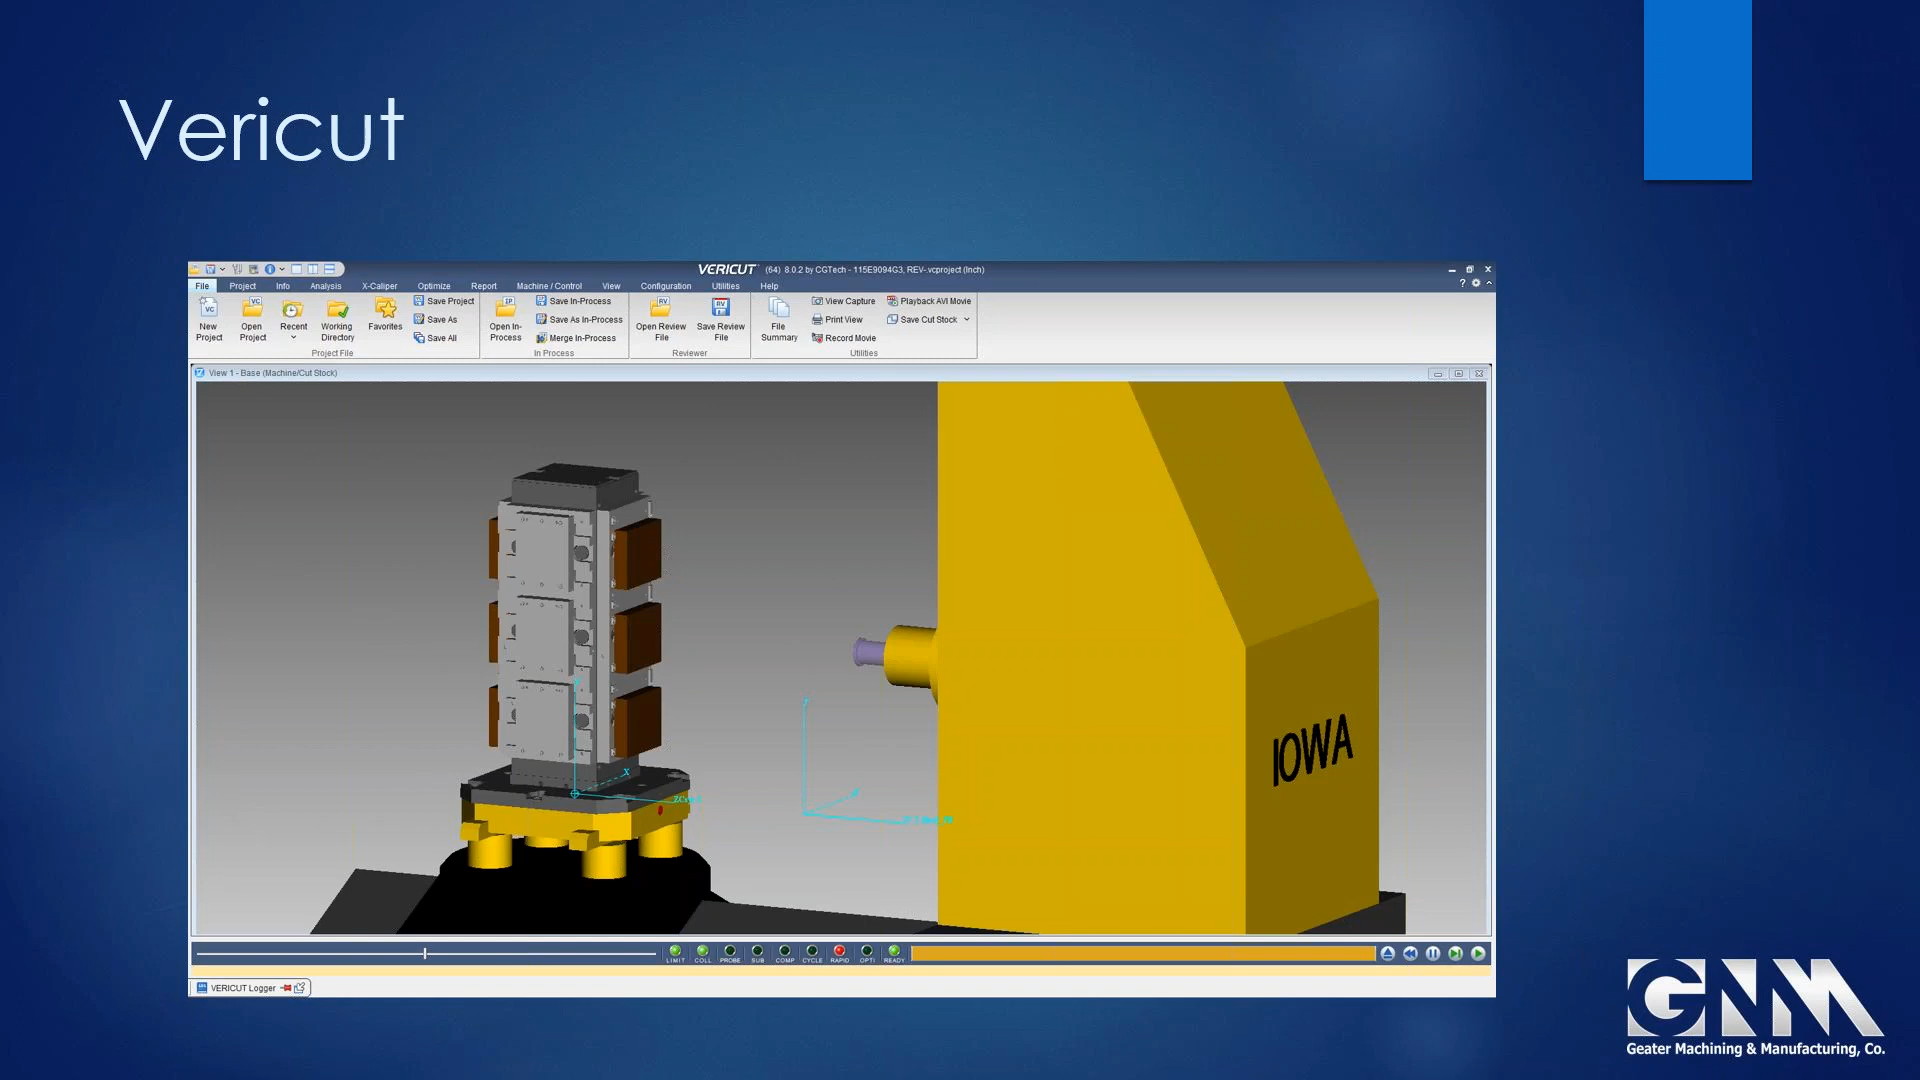 Vericut
VERICUT (64) 8.0.2 by CGTech - 115E9094G3, REV-.vcproject (Inch)
File Project Info Analysis X-Caliper Optimize Report Machine / Control View Configuration Utilities Help
New Project
Open Project
Recent
Working Directory
Favorites
Save Project
Save As
Save All
Project File
Open In-Process
Save In-Process
Save As In-Process
Merge In-Process
In Process
Open Review File
Save Review File
Reviewer
File Summary
View Capture
Print View
Record Movie
Playback AVI Movie
Save Cut Stock
Utilities
View 1 - Base (Machine/Cut Stock)
X
IOWA
LIMIT COLL PROBE SUB COMP CYCLE RAPID OPTI READY
VERICUT Logger
GMM
Geater Machining & Manufacturing, Co.